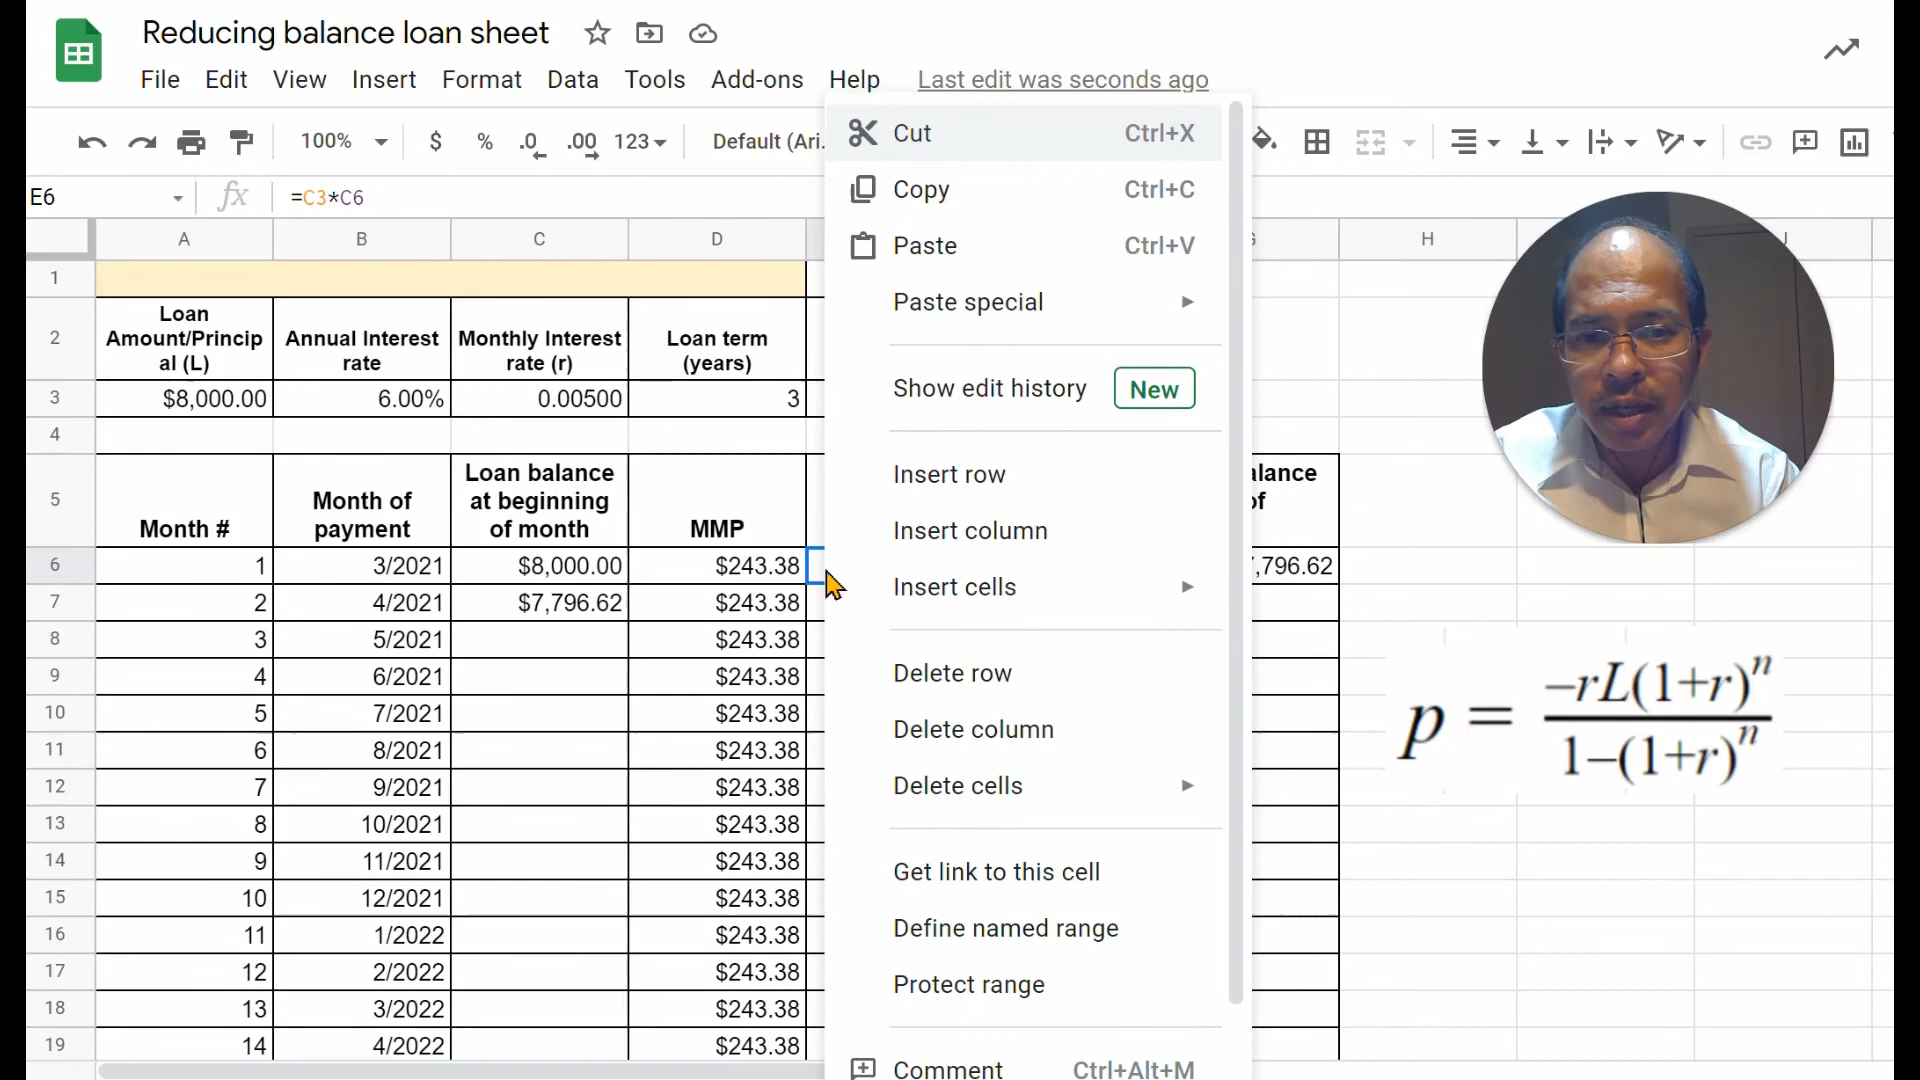 Reducing balance loan sheet
File Edit View Insert Format Data Tools Add-ons Help Last edit was seconds ago
100% $ % .0 .00 123 Default (Ari...
E6 fx =C3*C6
A B C D H
1
2 Loan Amount/Princip al (L) Annual Interest rate Monthly Interest rate (r) Loan term (years)
3 $8,000.00 6.00% 0.00500 3
4
5 Month # Month of payment Loan balance at beginning of month MMP
6 1 3/2021 $8,000.00 $243.38 7,796.62
7 2 4/2021 $7,796.62 $243.38
8 3 5/2021 $243.38
9 4 6/2021 $243.38
10 5 7/2021 $243.38
11 6 8/2021 $243.38
12 7 9/2021 $243.38
13 8 10/2021 $243.38
14 9 11/2021 $243.38
15 10 12/2021 $243.38
16 11 1/2022 $243.38
17 12 2/2022 $243.38
18 13 3/2022 $243.38
19 14 4/2022 $243.38
Cut Ctrl+X
Copy Ctrl+C
Paste Ctrl+V
Paste special
Show edit history New
Insert row
Insert column
Insert cells
Delete row
Delete column
Delete cells
Get link to this cell
Define named range
Protect range
Comment Ctrl+Alt+M
p = −rL(1+r)^n
1−(1+r)^n